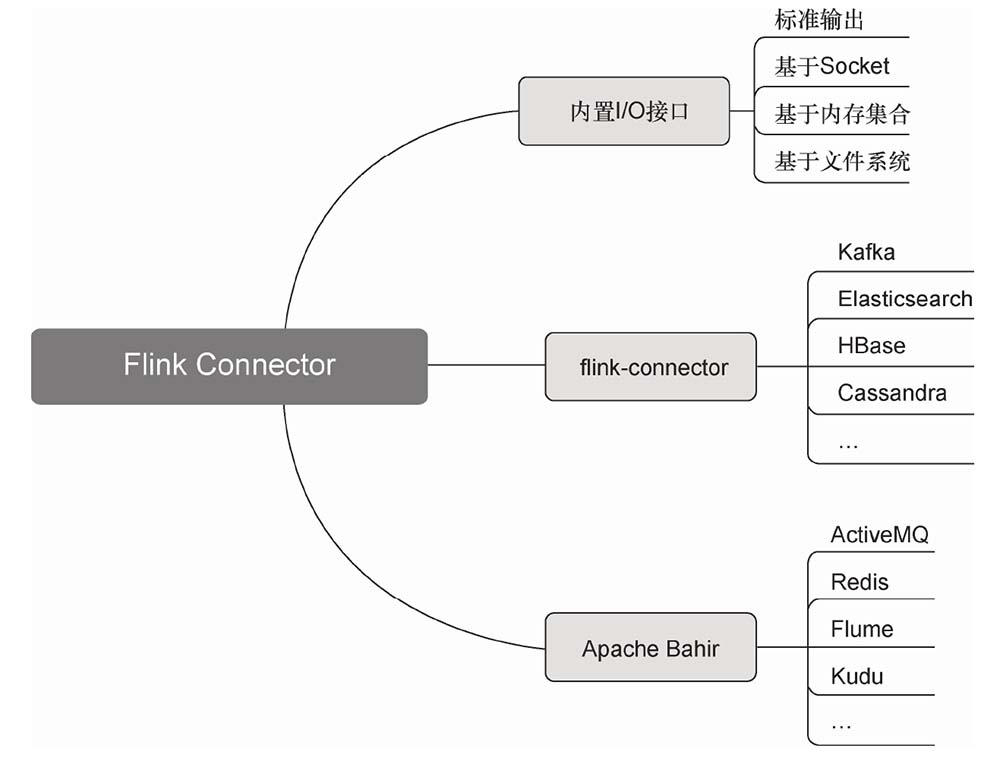 Flink Connector
内置I/O接口
标准输出
基于Socket
基于内存集合
基于文件系统
flink-connector
Kafka
Elasticsearch
HBase
Cassandra
…
Apache Bahir
ActiveMQ
Redis
Flume
Kudu
…